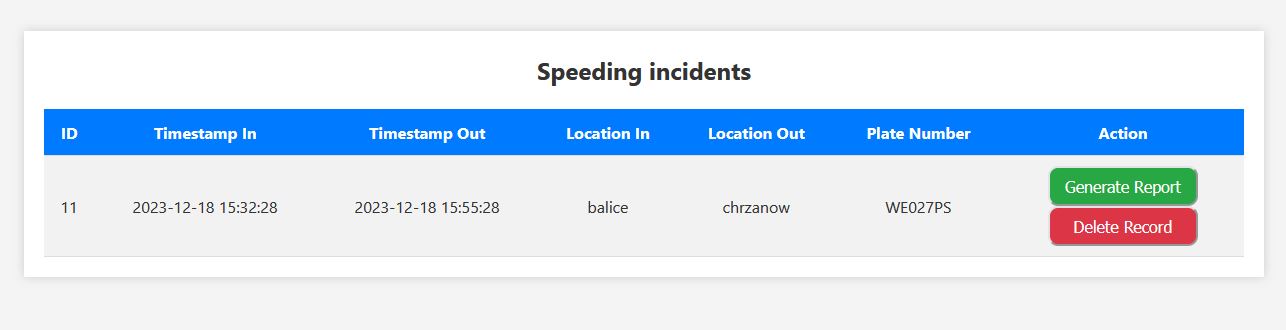 Speeding incidents
ID Timestamp In Timestamp Out Location In Location Out Plate Number Action
11 2023-12-18 15:32:28 2023-12-18 15:55:28 balice chrzanow WE027PS Generate Report
Delete Record